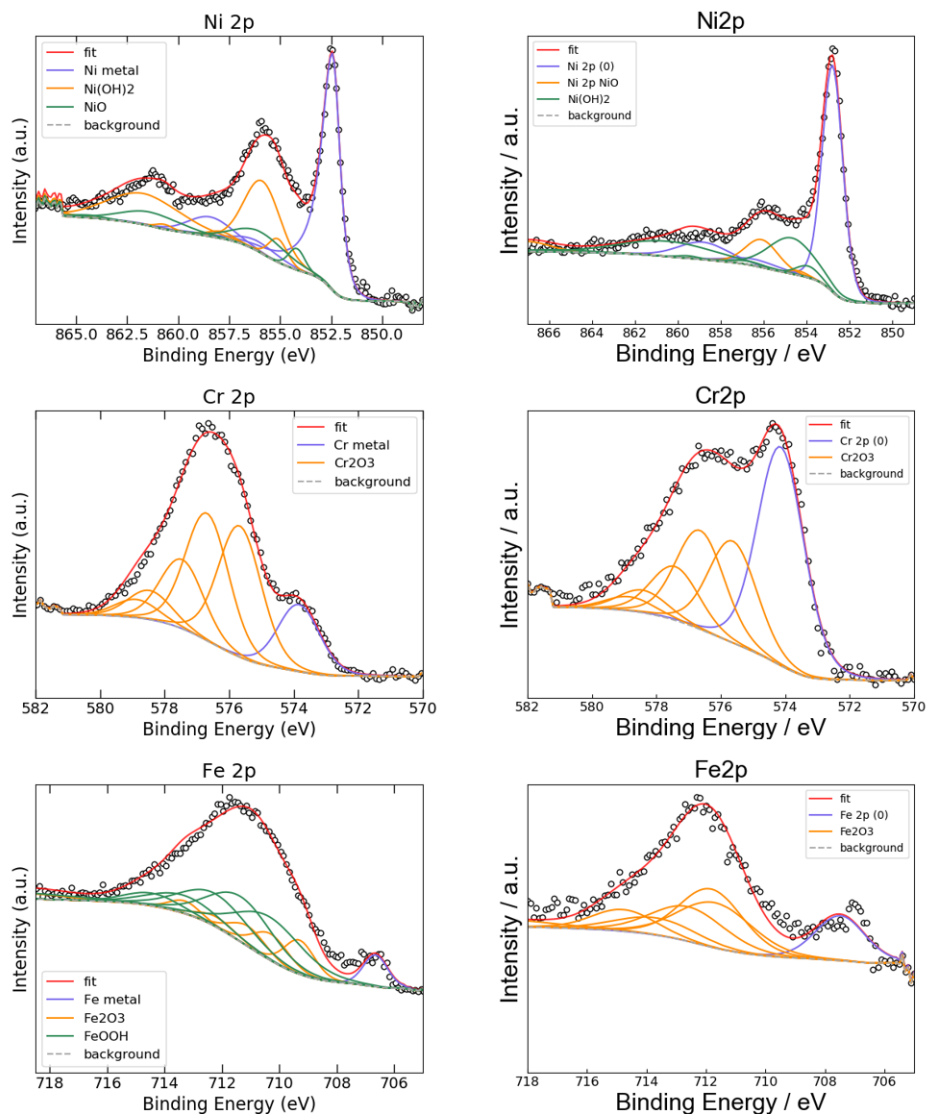 Ni 2p
fit
Ni metal
Ni(OH)2
NiO
background
Intensity (a.u.)
865.0 862.5 860.0 857.5 855.0 852.5 850.0
Binding Energy (eV)
Ni2p
fit
Ni 2p (0)
Ni 2p NiO
Ni(OH)2
background
Intensity / a.u.
866 864 862 860 858 856 854 852 850
Binding Energy / eV
Cr 2p
fit
Cr metal
Cr2O3
background
Intensity (a.u.)
582 580 578 576 574 572 570
Binding Energy (eV)
Cr2p
fit
Cr 2p (0)
Cr2O3
background
Intensity / a.u.
582 580 578 576 574 572 570
Binding Energy / eV
Fe 2p
fit
Fe metal
Fe2O3
FeOOH
background
Intensity (a.u.)
718 716 714 712 710 708 706
Binding Energy (eV)
Fe2p
fit
Fe 2p (0)
Fe2O3
background
Intensity / a.u.
718 716 714 712 710 708 706
Binding Energy / eV